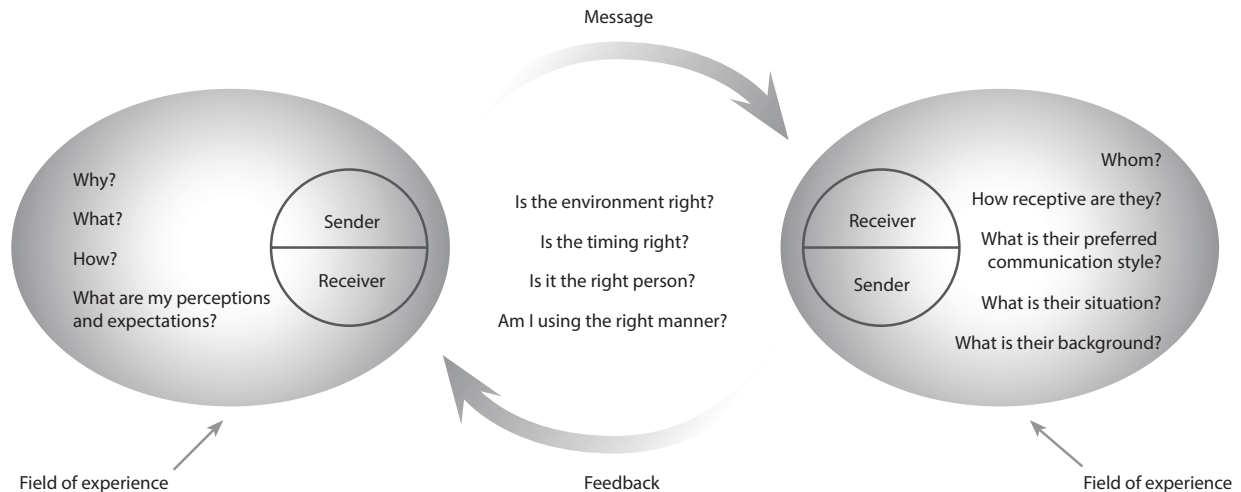 Message
Why?
What?
How?
What are my perceptions
and expectations?
Sender
Receiver
Is the environment right?
Is the timing right?
Is it the right person?
Am I using the right manner?
Receiver
Sender
Whom?
How receptive are they?
What is their preferred
communication style?
What is their situation?
What is their background?
Field of experience
Feedback
Field of experience